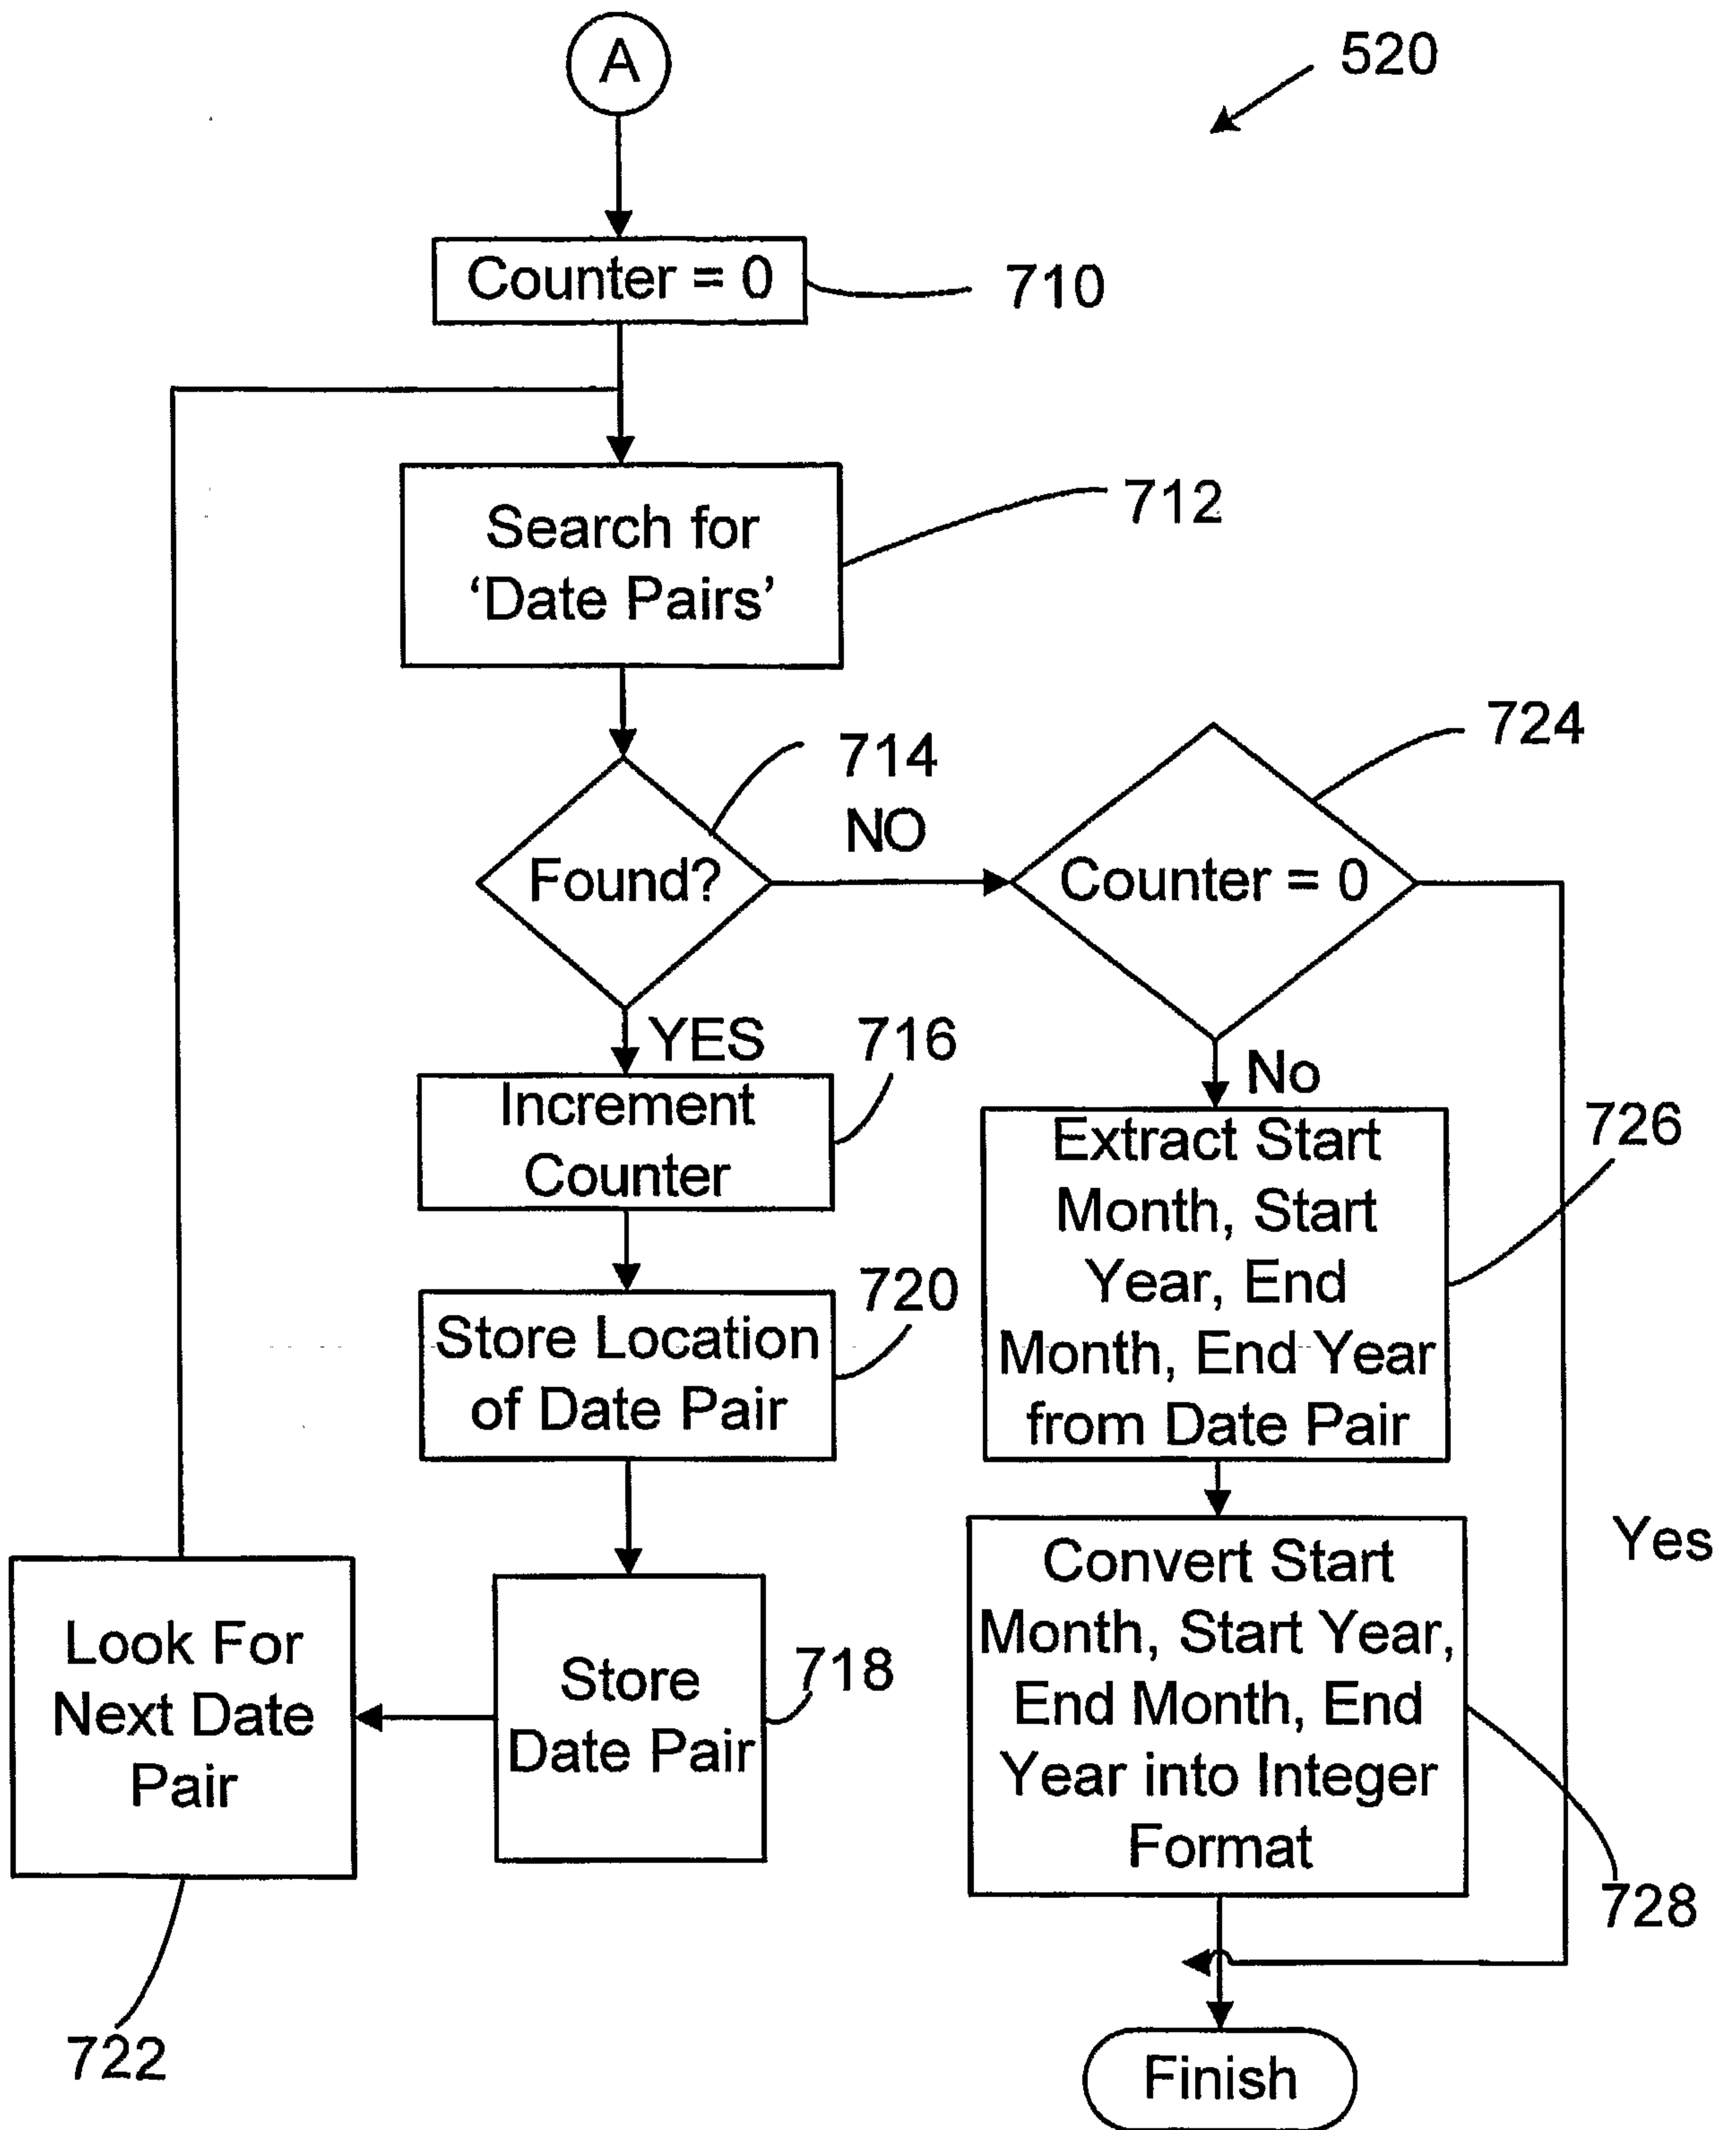 A
520
Counter = 0
710
Search for
‘Date Pairs’
712
714
NO
Found?
724
Counter = 0
YES
716
Increment
Counter
No
Extract Start
Month, Start
Year, End
Month, End Year
from Date Pair
726
720
Store Location
of Date Pair
Yes
Convert Start
Month, Start Year,
End Month, End
Year into Integer
Format
728
Store
Date Pair
718
Look For
Next Date
Pair
722
Finish